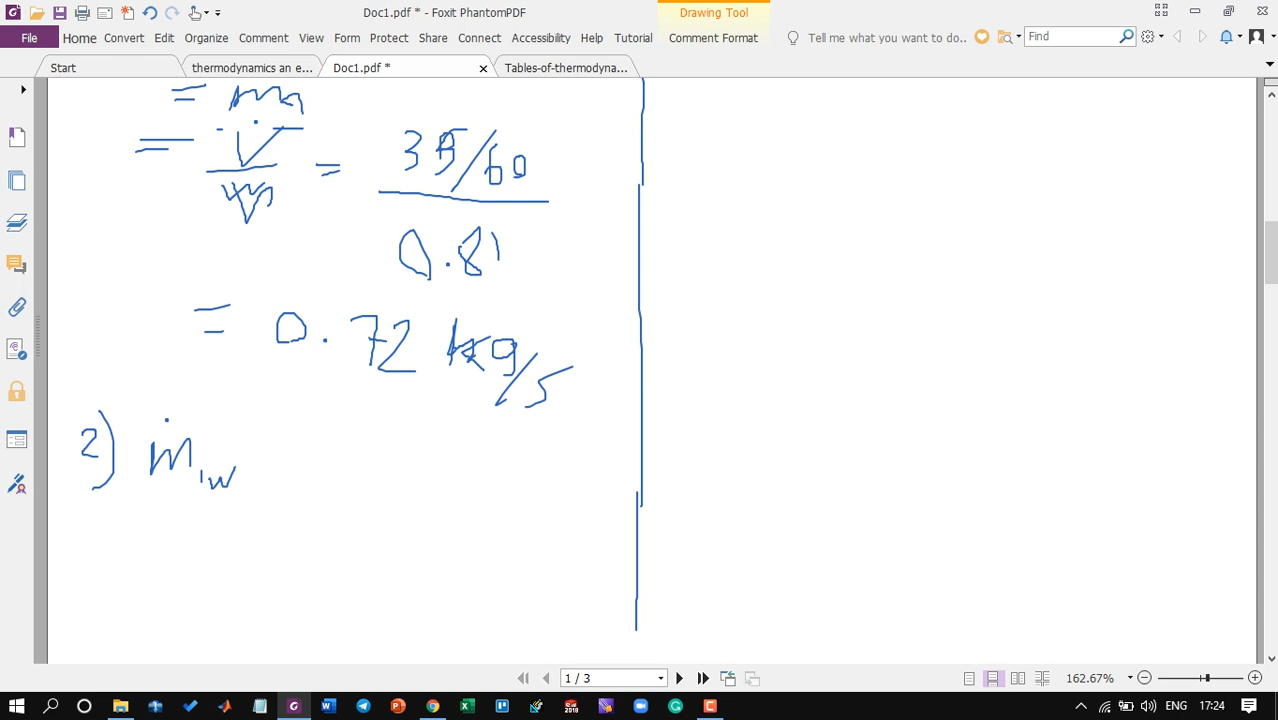 Doc1.pdf * - Foxit PhantomPDF
Drawing Tool
File Home Convert Edit Organize Comment View Form Protect Share Connect Accessibility Help Tutorial Comment Format Tell me what you want to do.. Find
Start thermodynamics an e... Doc1.pdf * Tables-of-thermodyna...
=
= V̇ = 35/60
0.81
= 0.72 kg/s
2) ṁw
1 / 3 162.67%
ENG 17:24